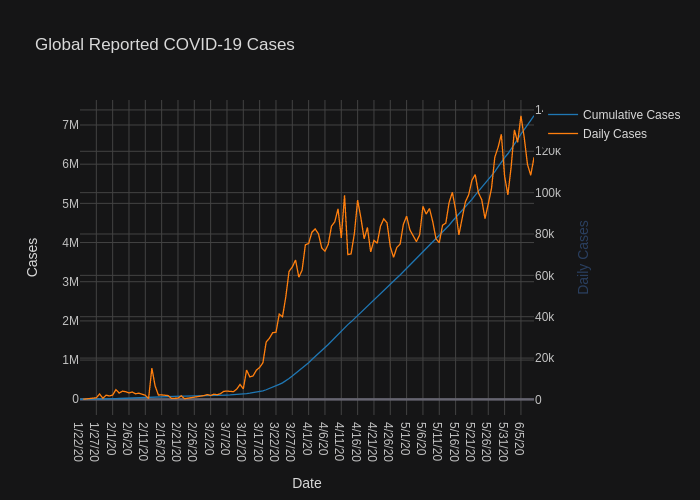 Global Reported COVID-19 Cases
Cumulative Cases
Daily Cases
7M
6M
5M
4M
3M
2M
1M
0
120k
100k
80k
60k
40k
20k
0
Cases
Daily Cases
1/22/20
1/27/20
2/1/20
2/6/20
2/11/20
2/16/20
2/21/20
2/26/20
3/2/20
3/7/20
3/12/20
3/17/20
3/22/20
3/27/20
4/1/20
4/6/20
4/11/20
4/16/20
4/21/20
4/26/20
5/1/20
5/6/20
5/11/20
5/16/20
5/21/20
5/26/20
5/31/20
6/5/20
Date